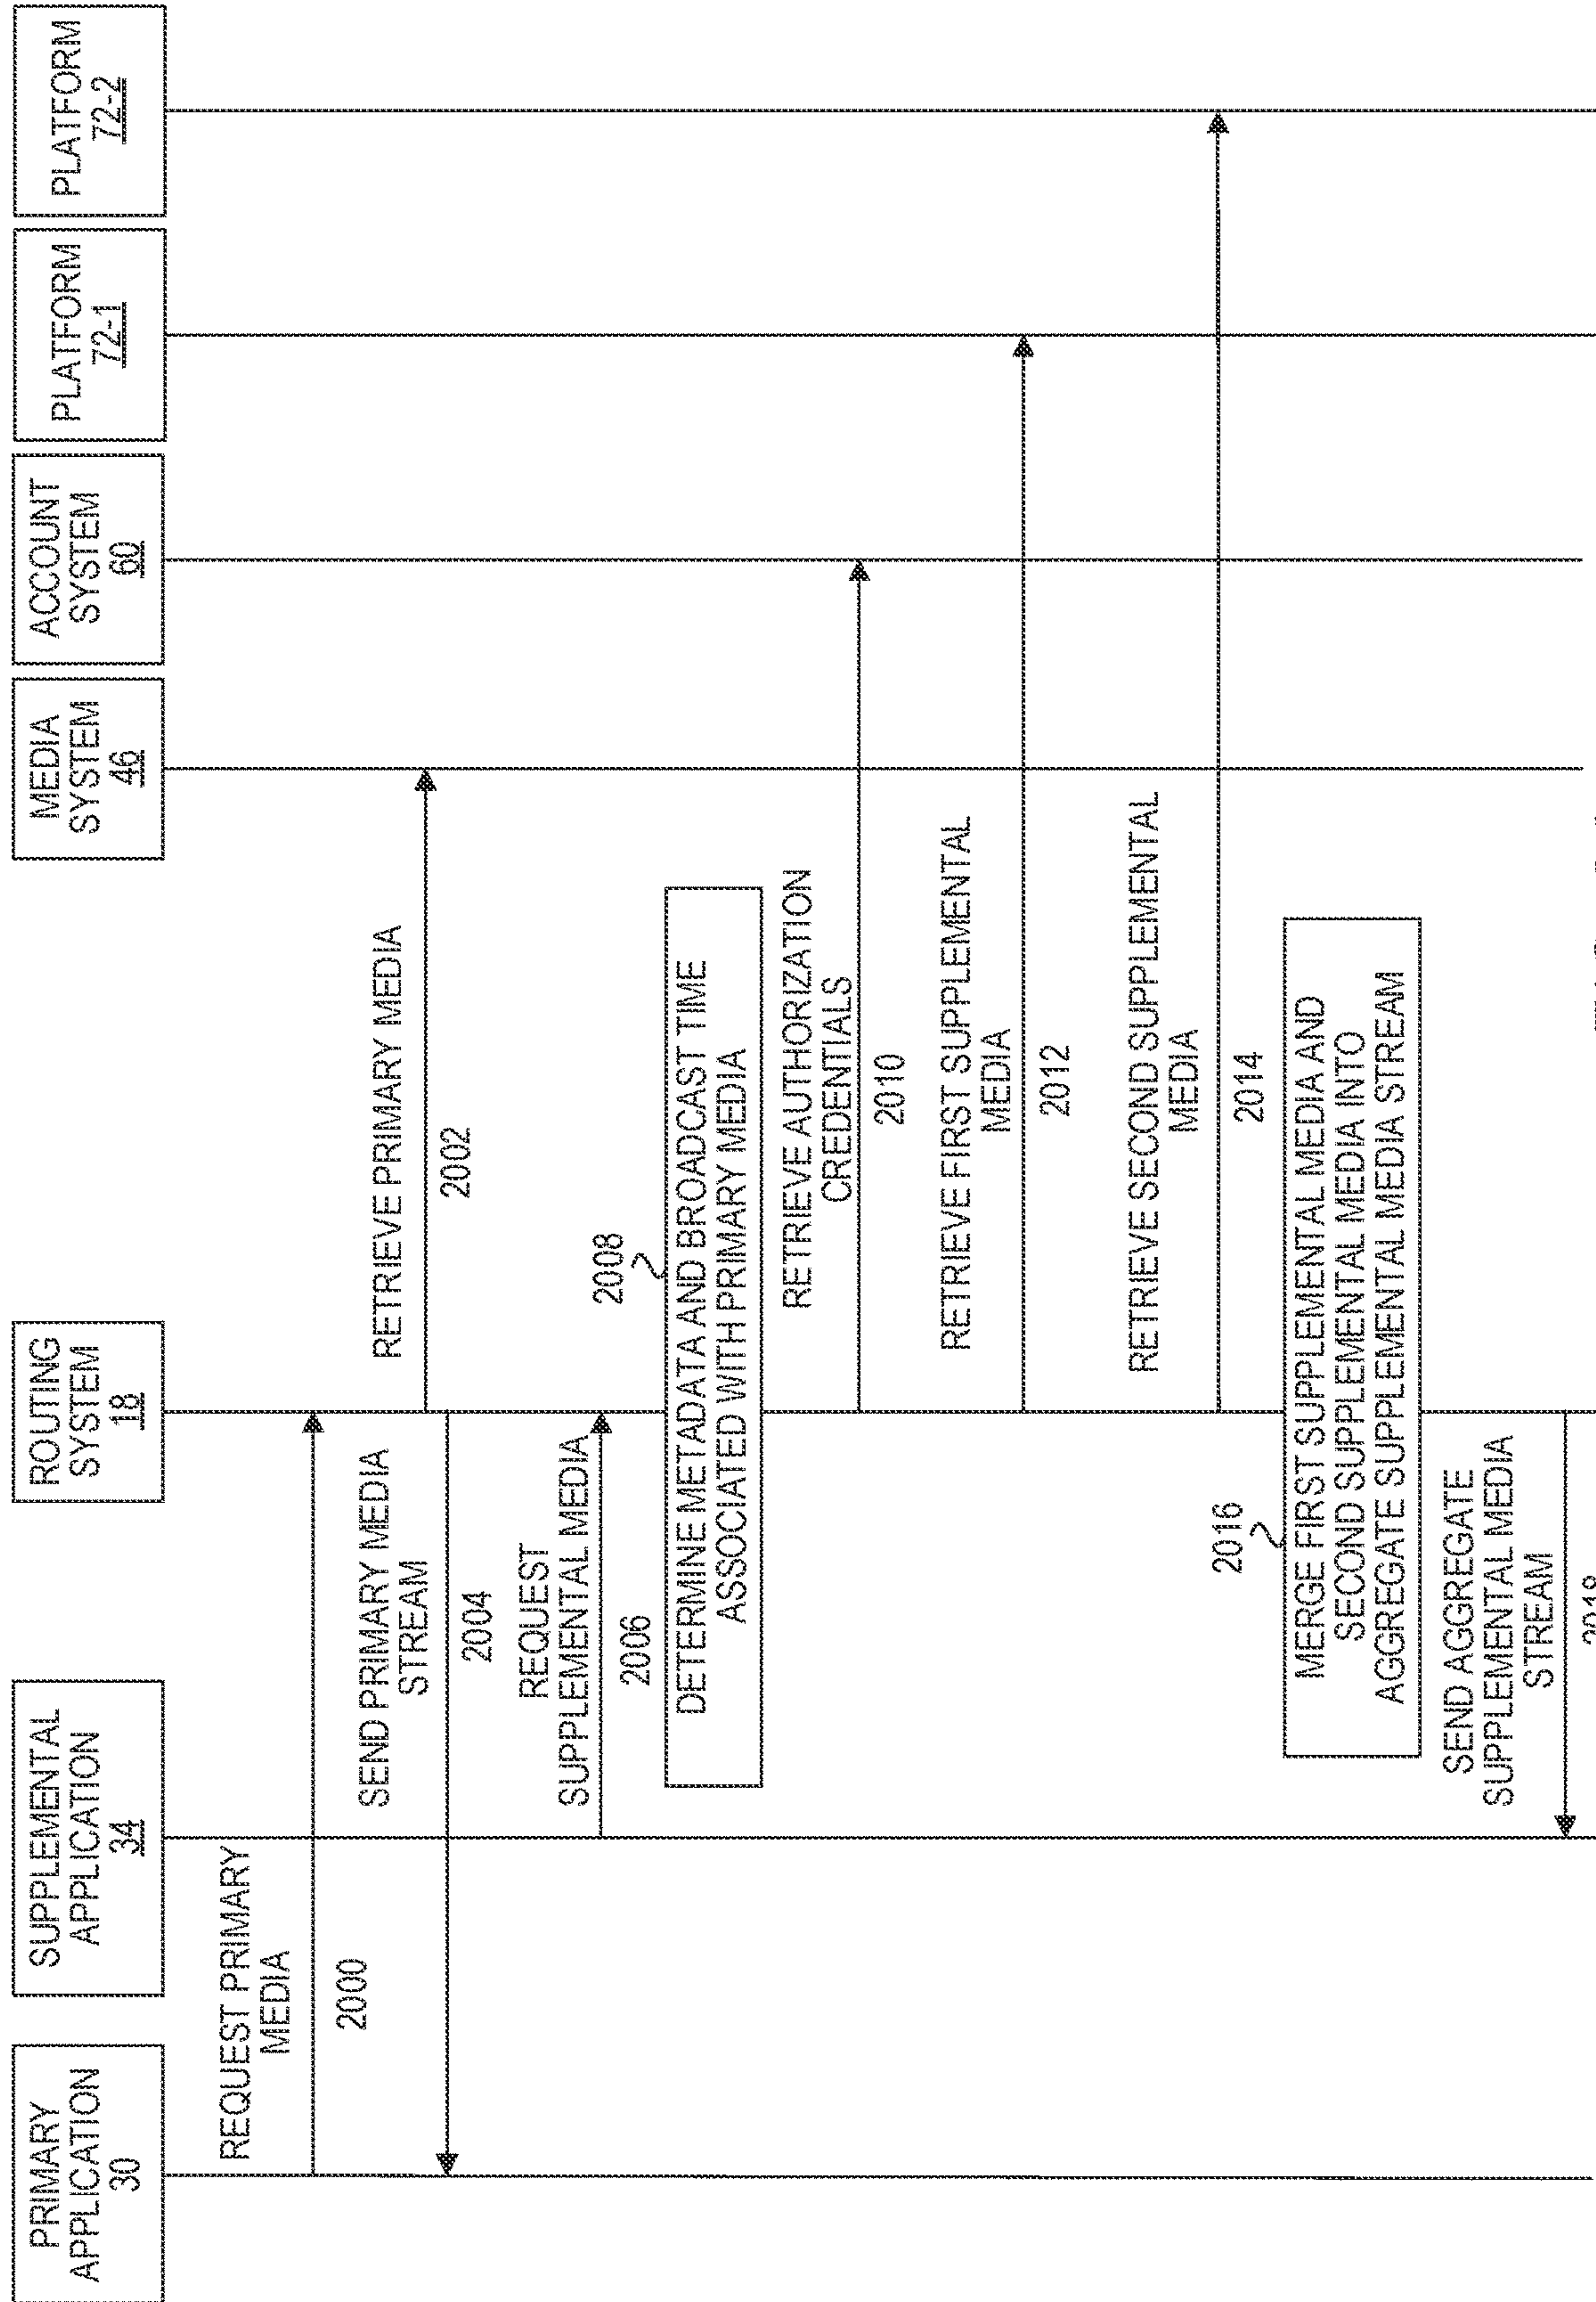 PRIMARY
APPLICATION
30
SUPPLEMENTAL
APPLICATION
34
ROUTING
SYSTEM
18
MEDIA
SYSTEM
46
ACCOUNT
SYSTEM
60
PLATFORM
72-1
PLATFORM
72-2
REQUEST PRIMARY
MEDIA
2000
RETRIEVE PRIMARY MEDIA
2002
SEND PRIMARY MEDIA
STREAM
2004
REQUEST
SUPPLEMENTAL MEDIA
2006
2008
DETERMINE METADATA AND BROADCAST TIME
ASSOCIATED WITH PRIMARY MEDIA
RETRIEVE AUTHORIZATION
CREDENTIALS
2010
RETRIEVE FIRST SUPPLEMENTAL
MEDIA
2012
RETRIEVE SECOND SUPPLEMENTAL
MEDIA
2014
2016
MERGE FIRST SUPPLEMENTAL MEDIA AND
SECOND SUPPLEMENTAL MEDIA INTO
AGGREGATE SUPPLEMENTAL MEDIA STREAM
SEND AGGREGATE
SUPPLEMENTAL MEDIA
STREAM
2018